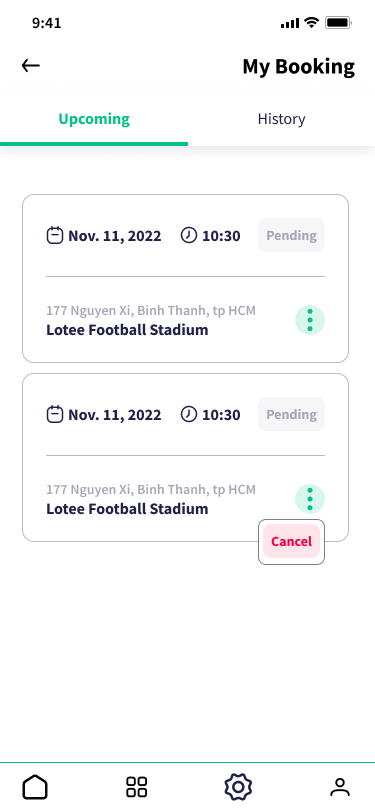 9:41
My Booking
Upcoming History
Nov. 11, 2022 10:30 Pending
177 Nguyen Xi, Binh Thanh, tp HCM
Lotee Football Stadium
Nov. 11, 2022 10:30 Pending
177 Nguyen Xi, Binh Thanh, tp HCM
Lotee Football Stadium
Cancel